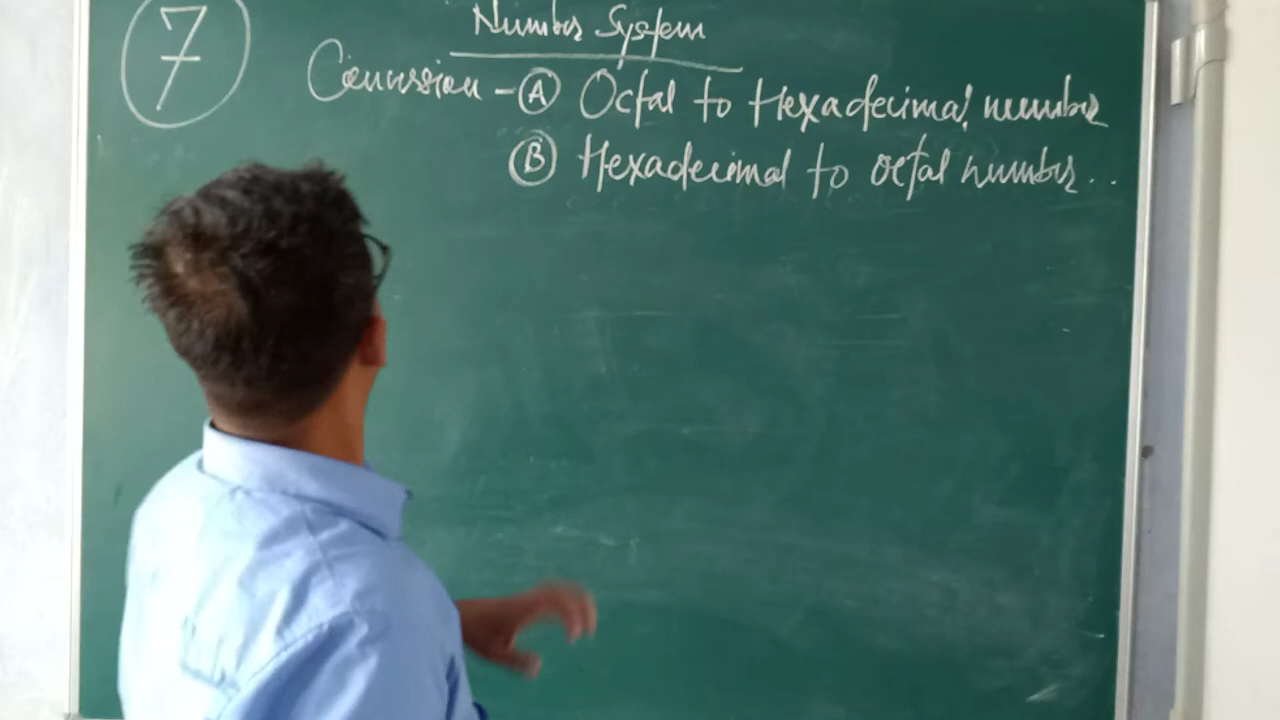 7
Number System
Conversion - A Octal to Hexadecimal number
B Hexadecimal to octal number..